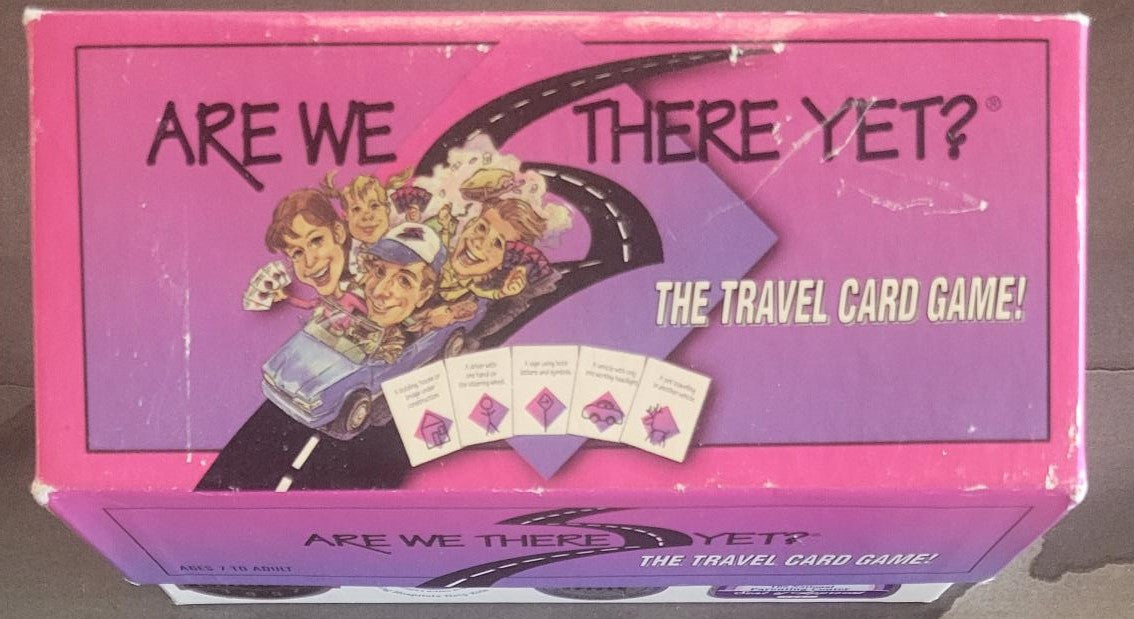 ARE WE THERE YET?®
THE TRAVEL CARD GAME!
A building, house or
bridge under
construction.
A driver with
one hand on
the steering wheel.
A sign using both
letters and symbols.
A vehicle with only
one working headlight.
A pet travelling
in another vehicle.
ARE WE THERE YET?®
THE TRAVEL CARD GAME!
AGES 7 TO ADULT